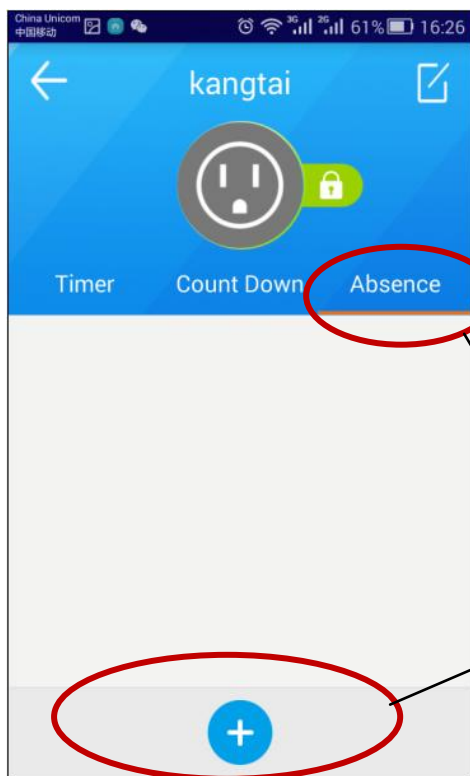 China Unicom
中国移动
3G 2G 61% 16:26
kangtai
Timer Count Down Absence